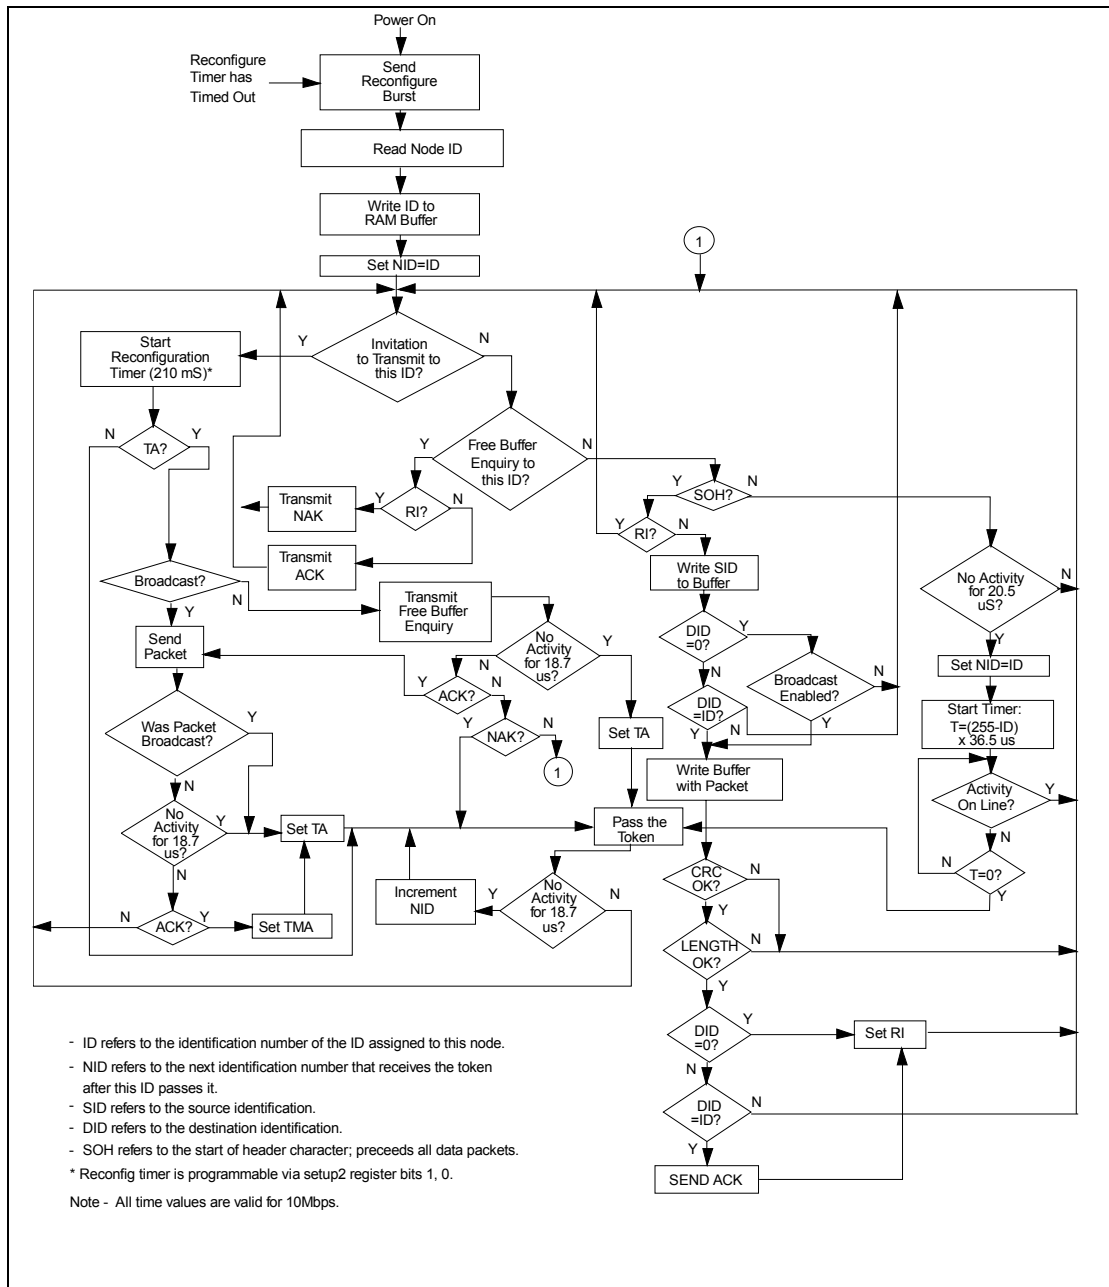 Power On
Reconfigure
Timer has
Timed Out
Send
Reconfigure
Burst
Read Node ID
Write ID to
RAM Buffer
Set NID=ID
1
Start
Reconfiguration
Timer (210 mS)*
Y
Invitation
to Transmit to
this ID?
N
N
TA?
Y
Y
Free Buffer
Enquiry to
this ID?
N
Transmit
NAK
Y
RI?
N
Transmit
ACK
Y
SOH?
N
Y
RI?
N
Write SID
to Buffer
No Activity
for 20.5
uS?
N
Y
Broadcast?
N
Y
Transmit
Free Buffer
Enquiry
Send
Packet
No
Activity
for 18.7
us?
Y
N
DID
=0?
Y
N
Broadcast
Enabled?
N
Y
Set NID=ID
Y
ACK?
N
DID
=ID?
Y
N
Start Timer:
T=(255-ID)
x 36.5 us
Was Packet
Broadcast?
Y
N
NAK?
N
Y
1
Set TA
Write Buffer
with Packet
Activity
On Line?
Y
N
No
Activity
for 18.7
us?
Y
N
Set TA
Pass the
Token
N
T=0?
Y
CRC
OK?
N
Y
Increment
NID
Y
No
Activity
for 18.7
us?
N
N
ACK?
Y
Set TMA
LENGTH
OK?
N
Y
DID
=0?
Y
N
Set RI
DID
=ID?
N
Y
SEND ACK
- ID refers to the identification number of the ID assigned to this node.
- NID refers to the next identification number that receives the token
after this ID passes it.
- SID refers to the source identification.
- DID refers to the destination identification.
- SOH refers to the start of header character; preceeds all data packets.
* Reconfig timer is programmable via setup2 register bits 1, 0.
Note - All time values are valid for 10Mbps.